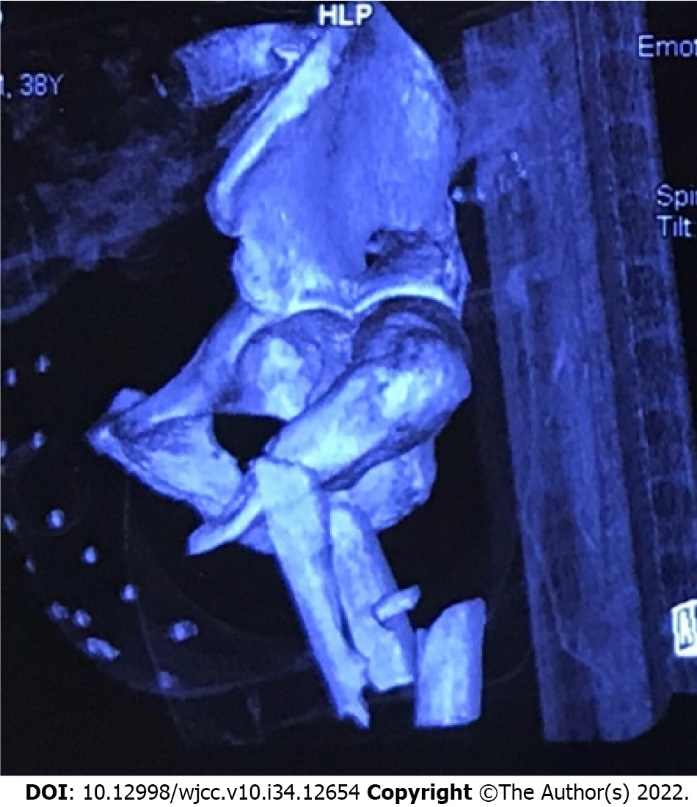 HLP
Emot
, 38Y
Spi
Tilt
DOI: 10.12998/wjcc.v10.i34.12654 Copyright ©The Author(s) 2022.